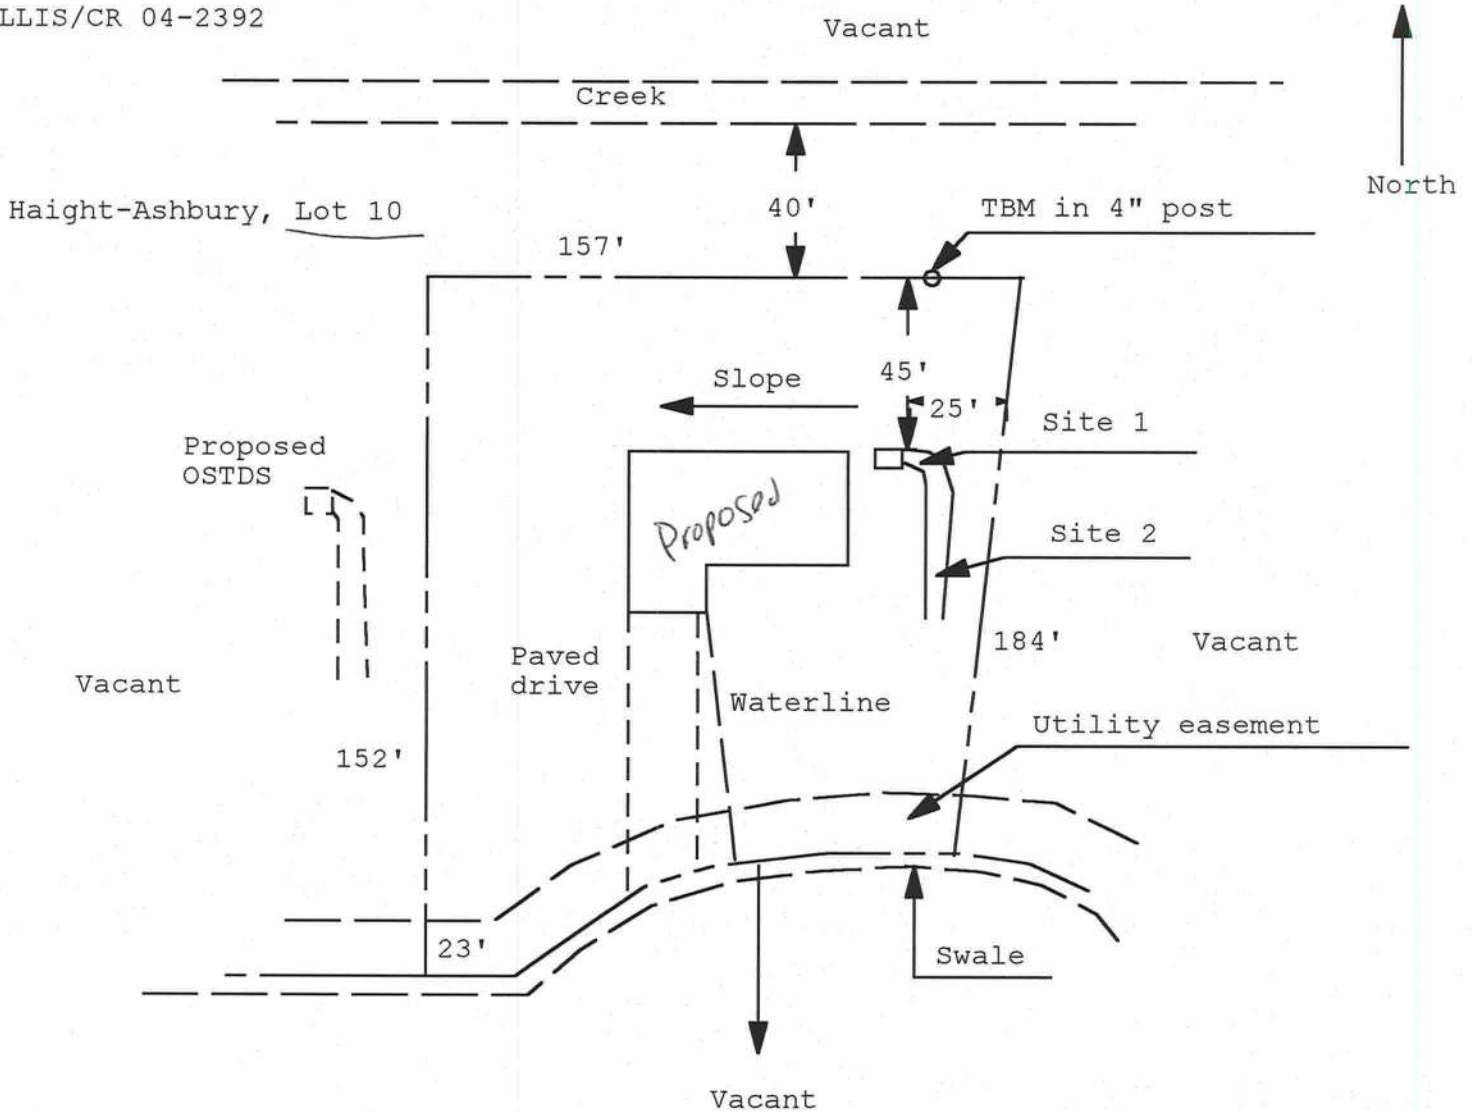 LLIS/CR 04-2392
Vacant
Creek
North
Haight-Ashbury, Lot 10
40'
TBM in 4" post
157'
45'
Slope
25'
Site 1
Proposed
OSTDS
Proposed
Site 2
184'
Vacant
Paved
drive
Vacant
Waterline
Utility easement
152'
23'
Swale
Vacant